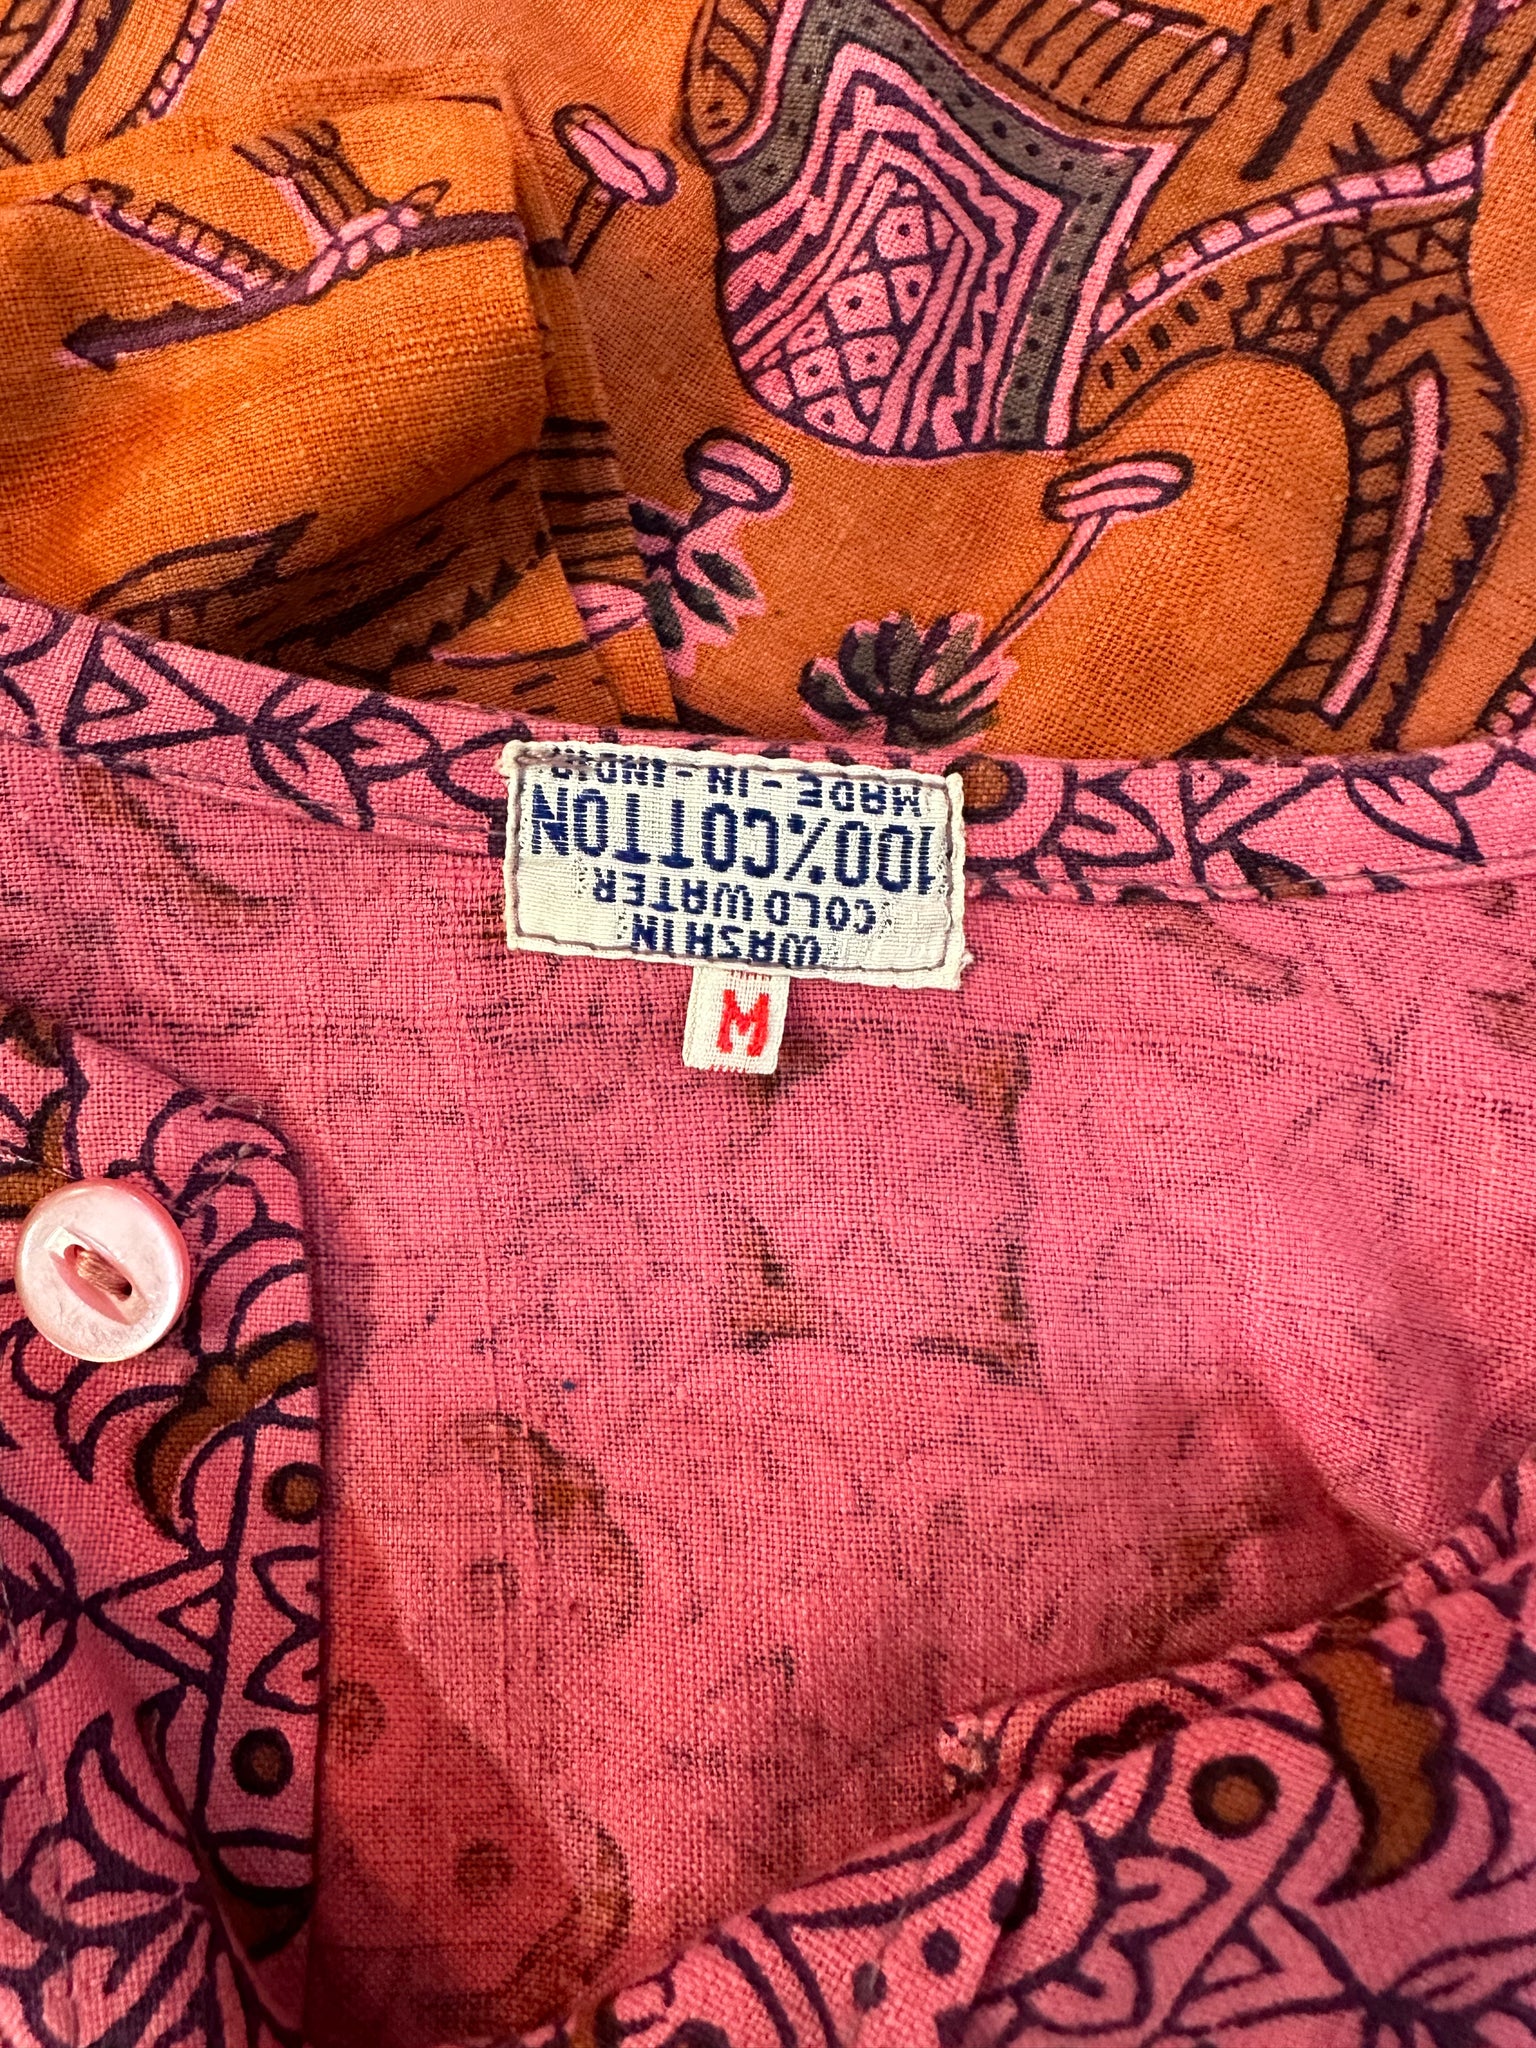 WASH IN
COLD WATER
100% COTTON
MADE-IN-INDIA
M